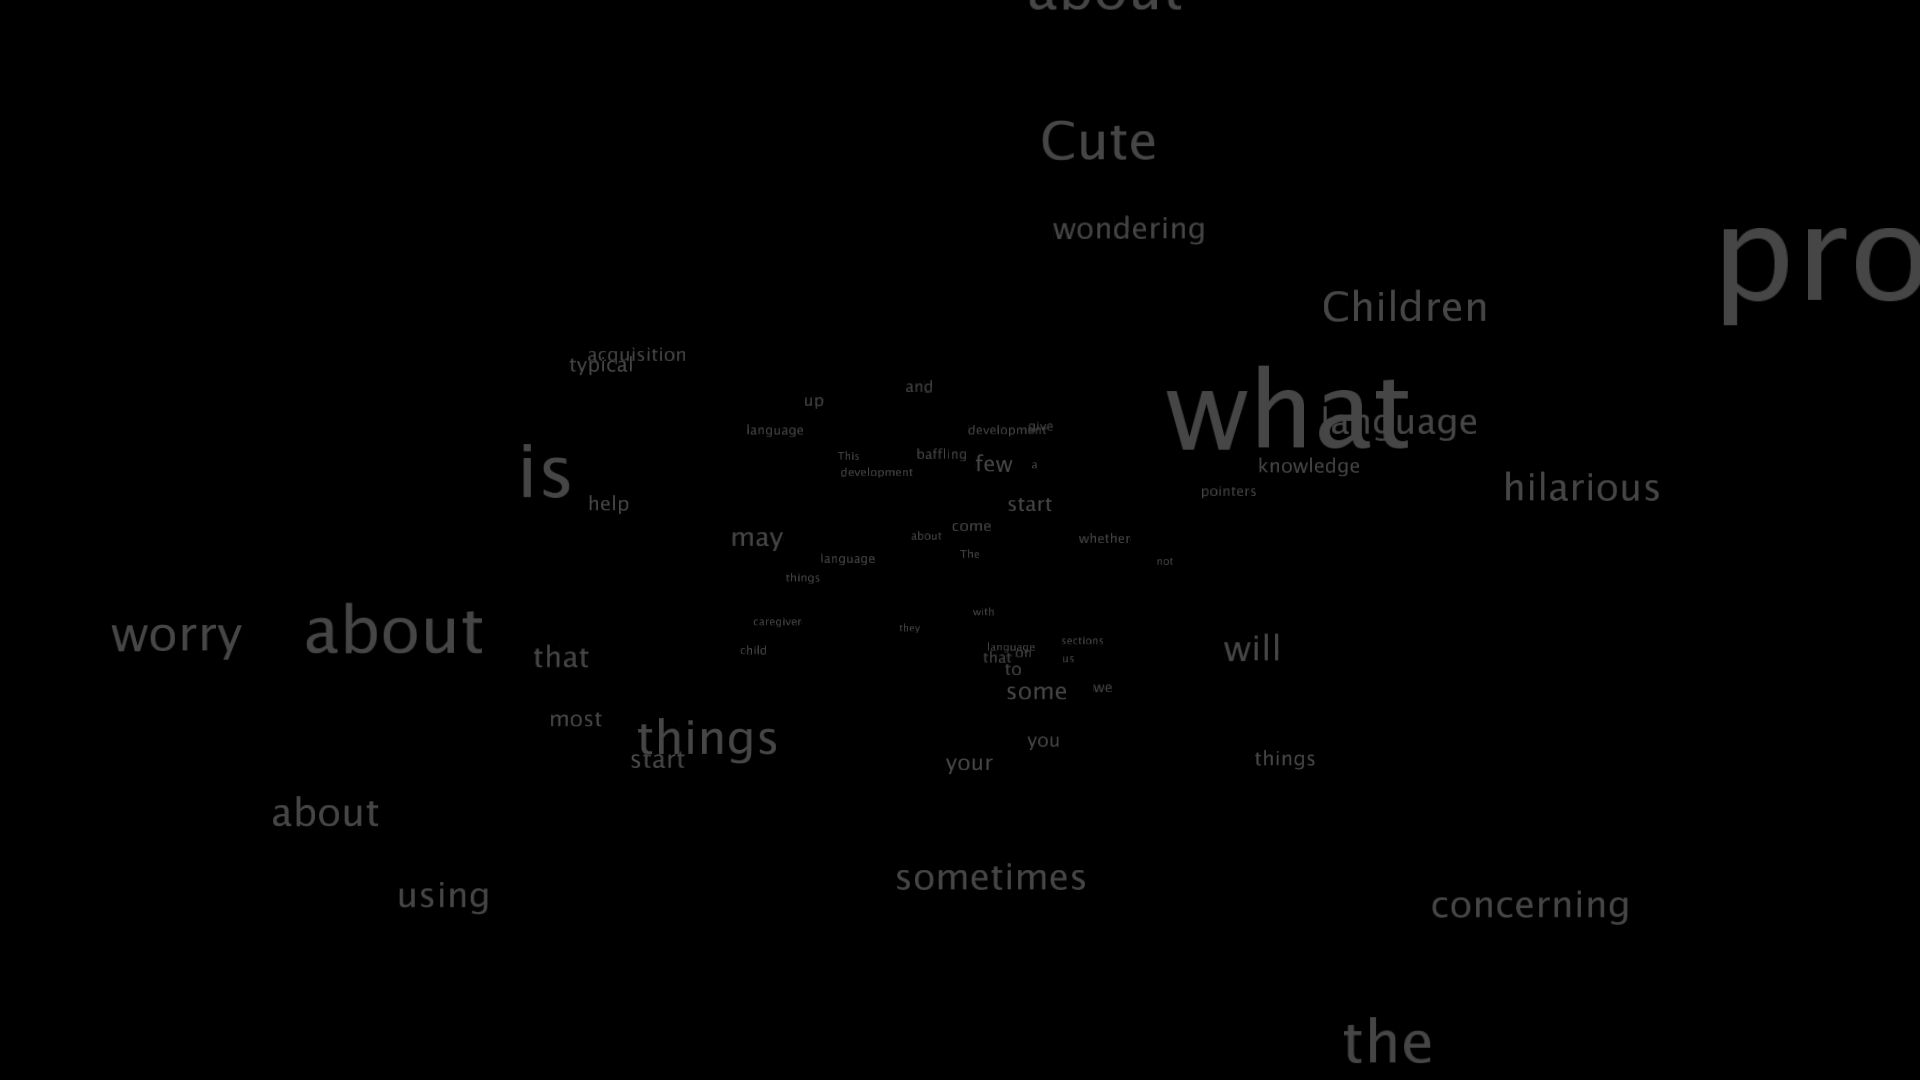 about
Cute
wondering
pro
Children
acquisition
typical
and
up
what
language
give
development
language
hilarious
This
baffling
few
a
knowledge
development
is
pointers
help
start
come
may
about
whether
The
language
not
things
with
caregiver
they
worry
about
sections
language
will
child
on
that
that
us
to
we
some
most
things
you
start
your
things
about
sometimes
using
concerning
the